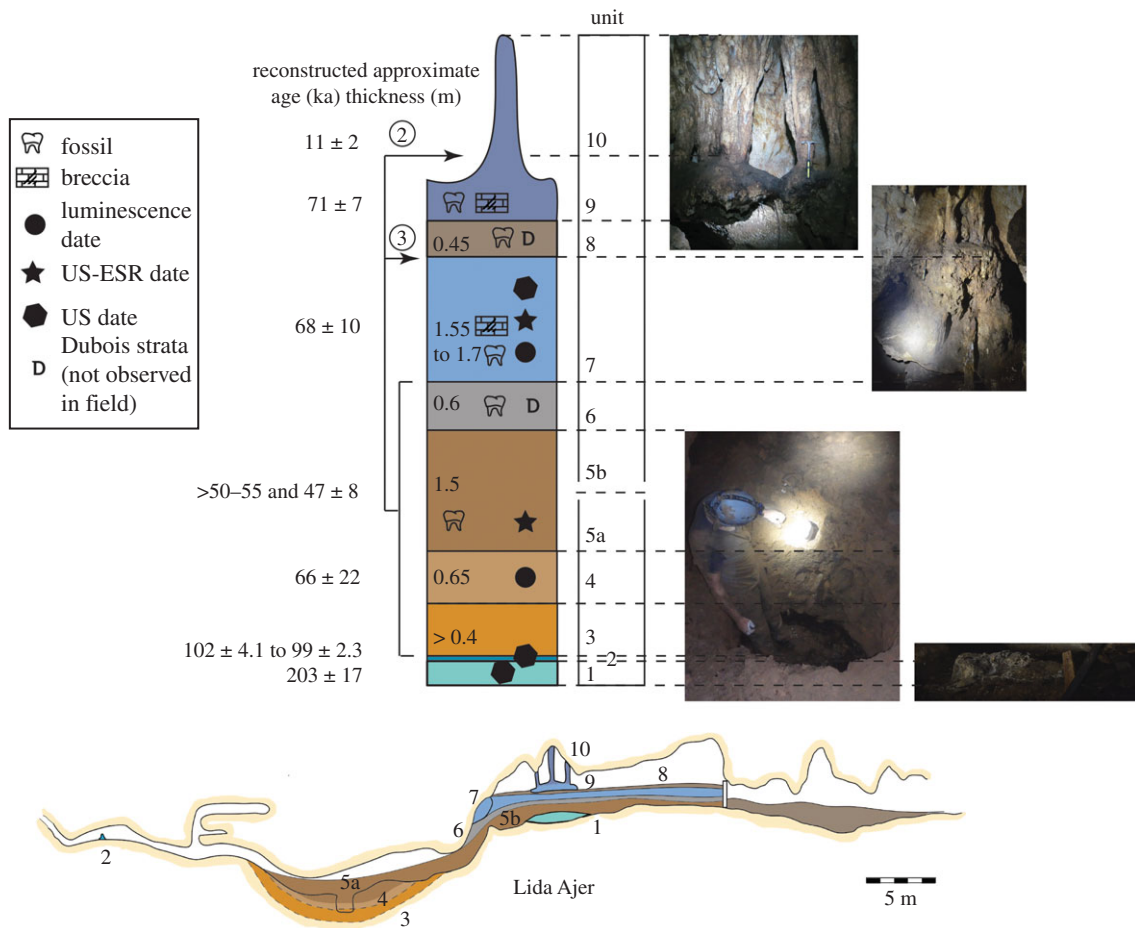 unit
reconstructed approximate
age (ka) thickness (m)
fossil
breccia
luminescence
date
US-ESR date
US date
Dubois strata
D
(not observed
in field)
11 ± 2
2
10
71 ± 7
9
3
0.45
D
8
68 ± 10
1.55
to 1.7
7
0.6
D
6
>50–55 and 47 ± 8
1.5
5b
5a
66 ± 22
0.65
4
> 0.4
3
102 ± 4.1 to 99 ± 2.3
2
203 ± 17
1
10
9
8
7
6
5b
1
2
5a
4
3
Lida Ajer
5 m